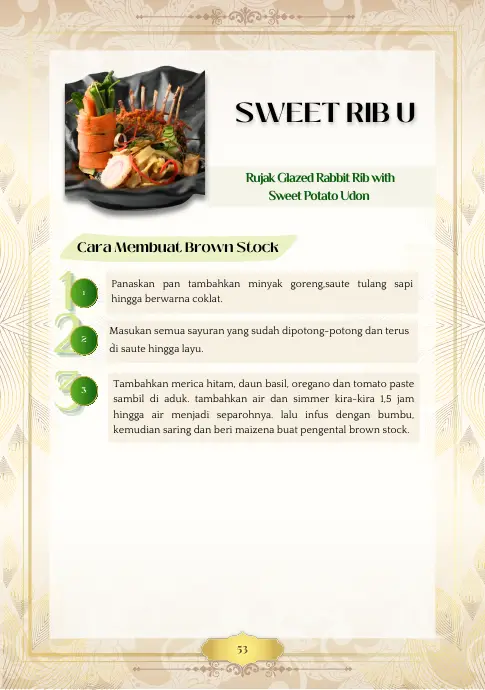 SWEET RIB U
Rujak Glazed Rabbit Rib with
Sweet Potato Udon
Cara Membuat Brown Stock
1
Panaskan pan tambahkan minyak goreng,saute tulang sapi
hingga berwarna coklat.
2
Masukan semua sayuran yang sudah dipotong-potong dan terus
di saute hingga layu.
3
Tambahkan merica hitam, daun basil, oregano dan tomato paste
sambil di aduk. tambahkan air dan simmer kira-kira 1,5 jam
hingga air menjadi separohnya. lalu infus dengan bumbu,
kemudian saring dan beri maizena buat pengental brown stock.
53